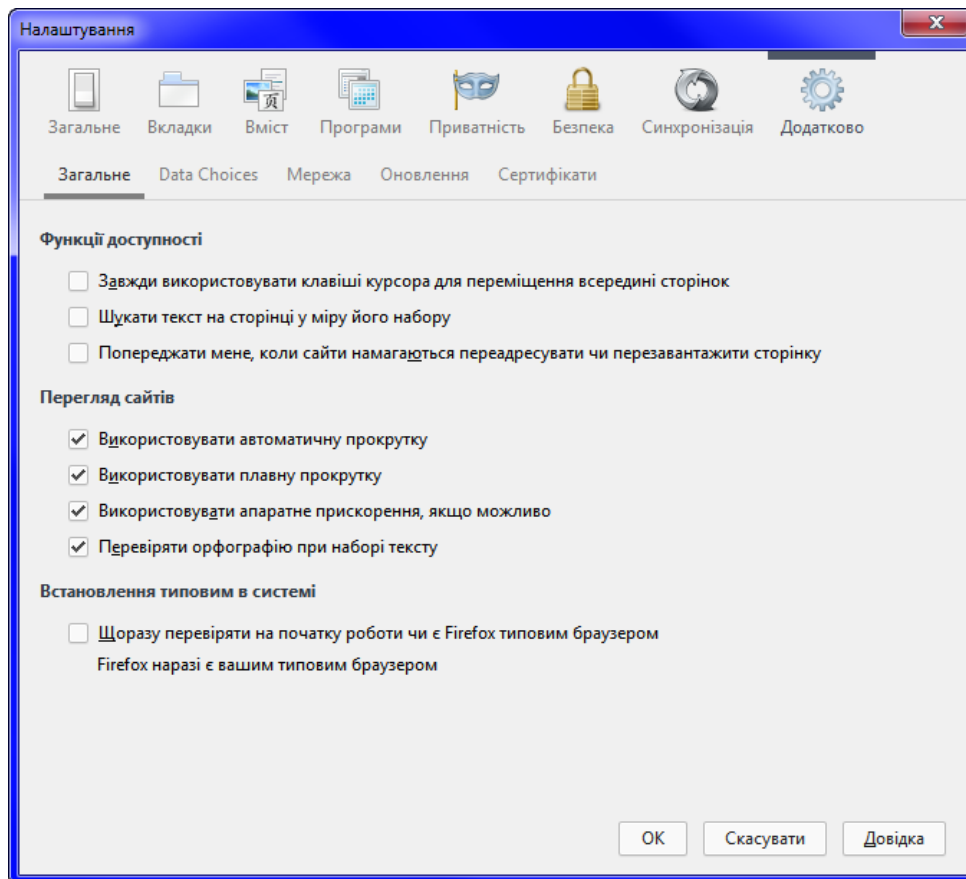 Налаштування
Загальне Вкладки Вміст Програми Приватність Безпека Синхронізація Додатково
Загальне Data Choices Мережа Оновлення Сертифікати
Функції доступності
Завжди використовувати клавіші курсора для переміщення всередині сторінок
Шукати текст на сторінці у міру його набору
Попереджати мене, коли сайти намагаються переадресувати чи перезавантажити сторінку
Перегляд сайтів
Використовувати автоматичну прокрутку
Використовувати плавну прокрутку
Використовувати апаратне прискорення, якщо можливо
Перевіряти орфографію при наборі тексту
Встановлення типовим в системі
Щоразу перевіряти на початку роботи чи є Firefox типовим браузером
Firefox наразі є вашим типовим браузером
OK Скасувати Довідка